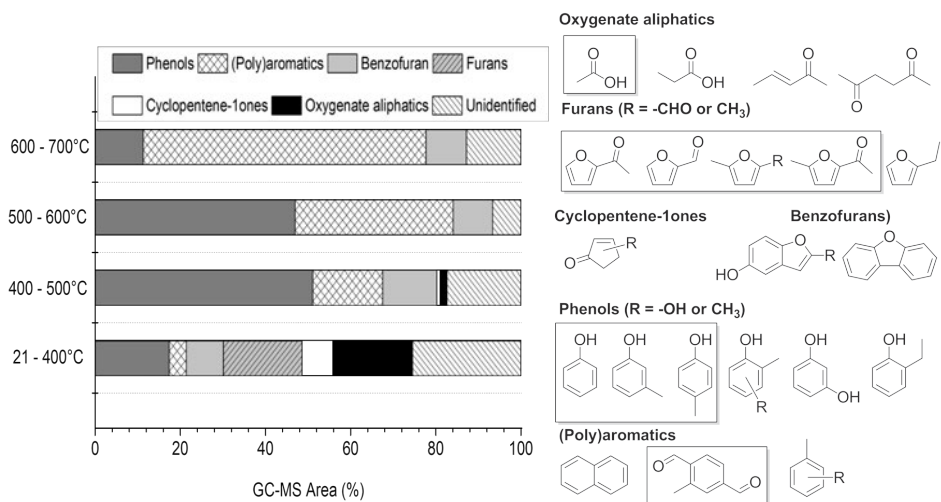 Phenols (Poly)aromatics Benzofuran Furans
Cyclopentene-1ones Oxygenate aliphatics Unidentified
600 - 700°C
500 - 600°C
400 - 500°C
21 - 400°C
0 20 40 60 80 100
GC-MS Area (%)
Oxygenate aliphatics
O
OH
O
OH
O
O
O
Furans (R = -CHO or CH3)
O O
O O
O R
O O
O
Cyclopentene-1ones Benzofurans)
O R
HO O R
O
Phenols (R = -OH or CH3)
OH OH OH OH OH OH
R OH
(Poly)aromatics
O O
R